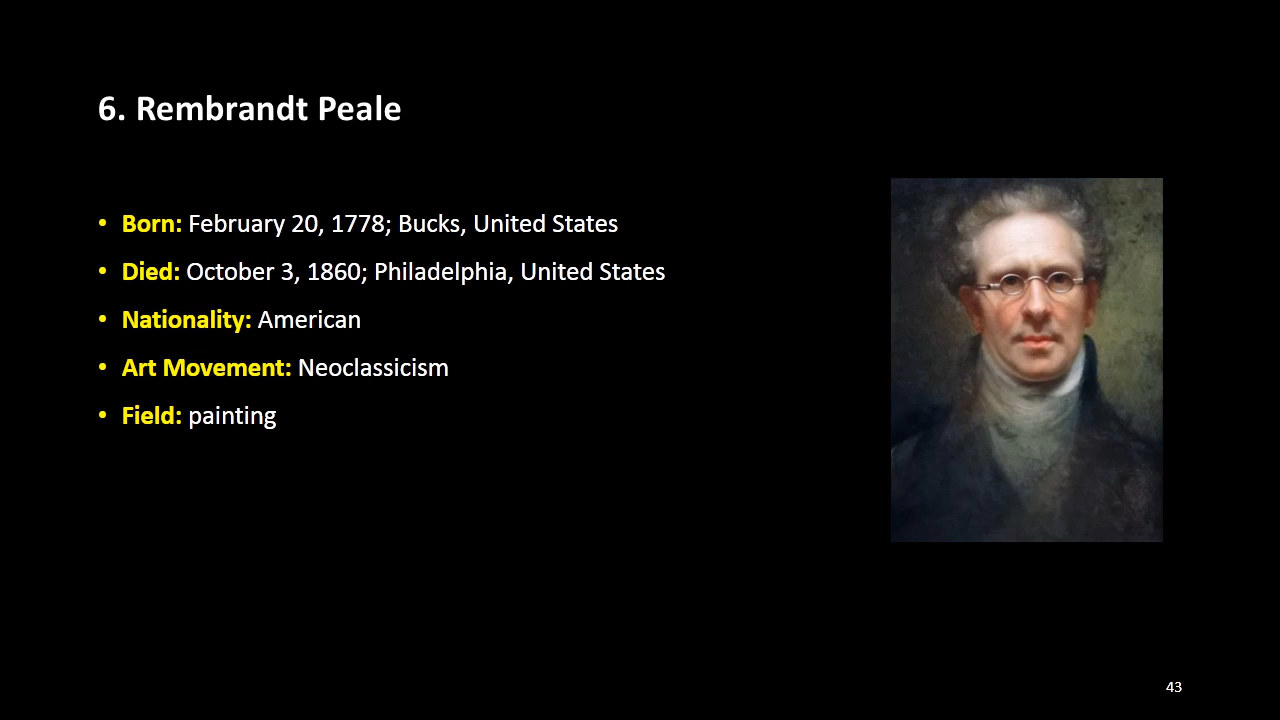 6. Rembrandt Peale
• Born: February 20, 1778; Bucks, United States
• Died: October 3, 1860; Philadelphia, United States
• Nationality: American
• Art Movement: Neoclassicism
• Field: painting
43